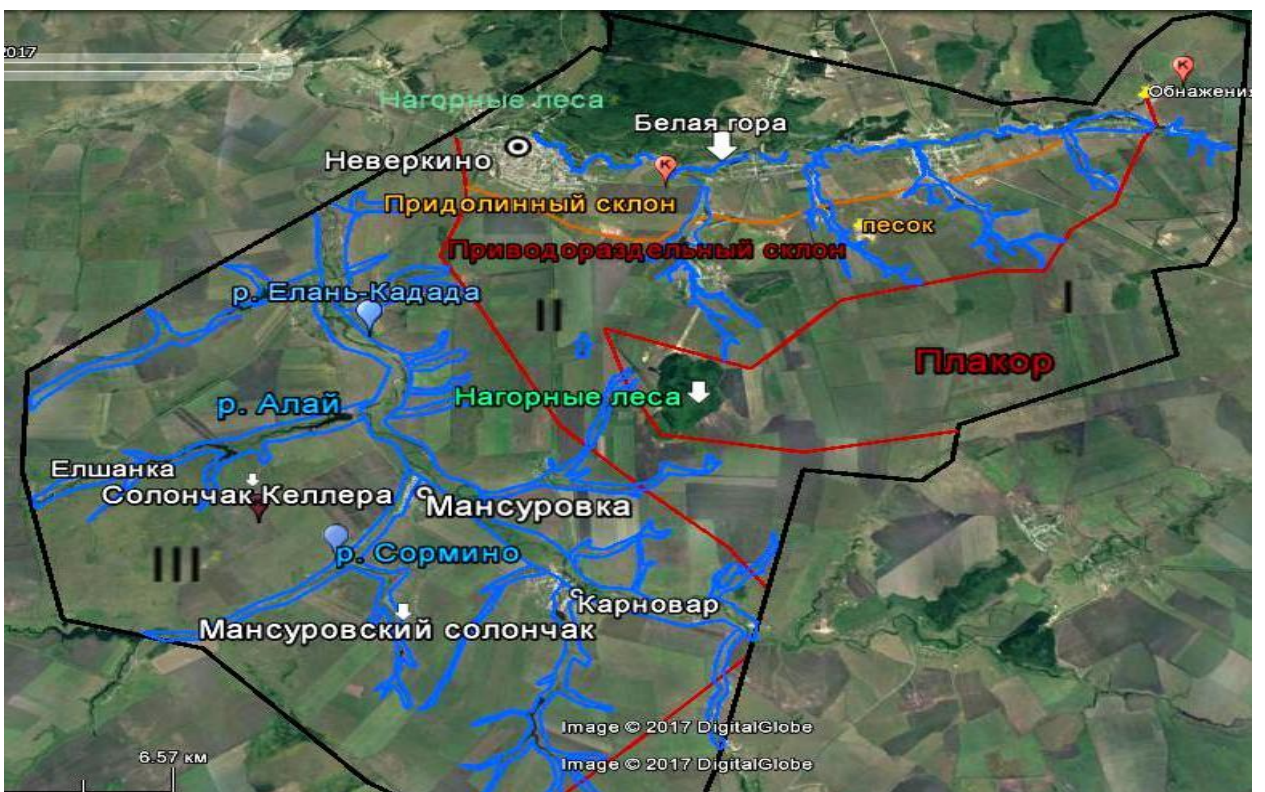 2017
Нагорные леса
Обнажения
Белая гора
Неверкино
Придолинный склон
песок
Приводораздельный склон
р. Елань-Кадада
II
I
Плакор
Нагорные леса
р. Алай
Елшанка
Солончак Келлера
Мансуровка
р. Сормино
III
Карновар
Мансуровский солончак
Image © 2017 DigitalGlobe
6.57 км
Image © 2017 DigitalGlobe